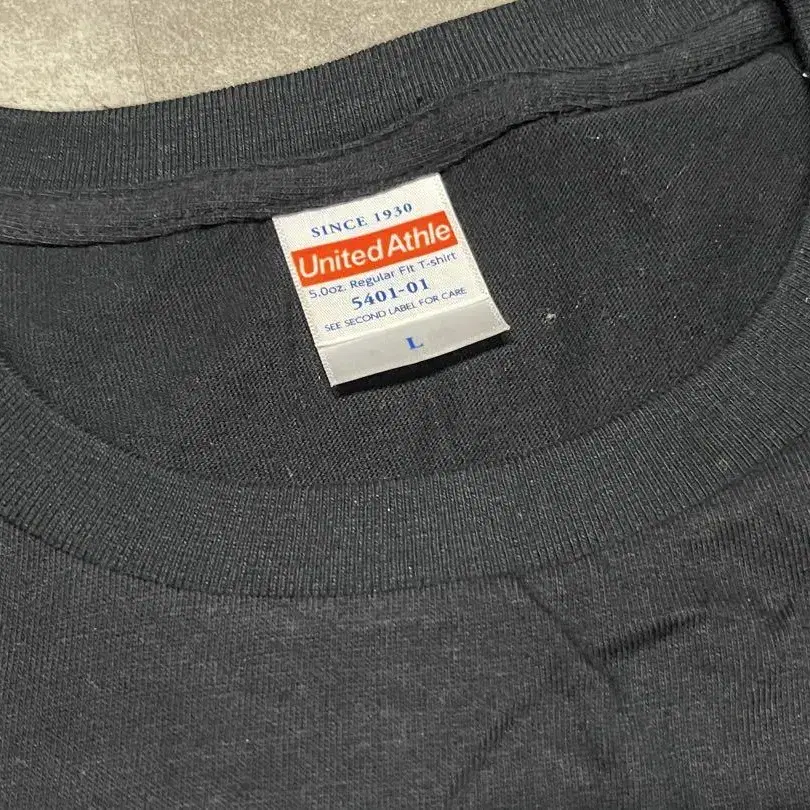 SINCE 1930
United Athle
5.0oz. Regular Fit T-shirt
5401-01
SEE SECOND LABEL FOR CARE
L